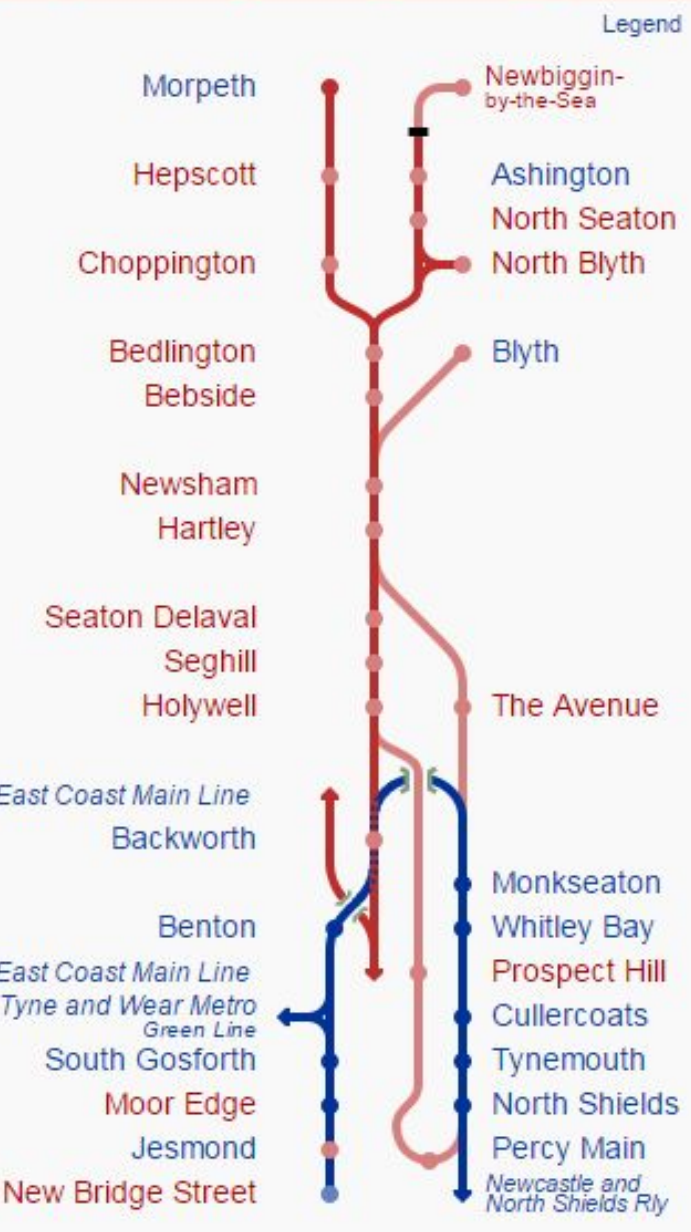 Legend
Morpeth
Newbiggin-
by-the-Sea
Hepscott
Ashington
North Seaton
Choppington
North Blyth
Bedlington
Blyth
Bebside
Newsham
Hartley
Seaton Delaval
Seghill
Holywell
The Avenue
East Coast Main Line
Backworth
Monkseaton
Benton
Whitley Bay
East Coast Main Line
Prospect Hill
Tyne and Wear Metro
Green Line
Cullercoats
South Gosforth
Tynemouth
Moor Edge
North Shields
Jesmond
Percy Main
New Bridge Street
Newcastle and
North Shields Rly